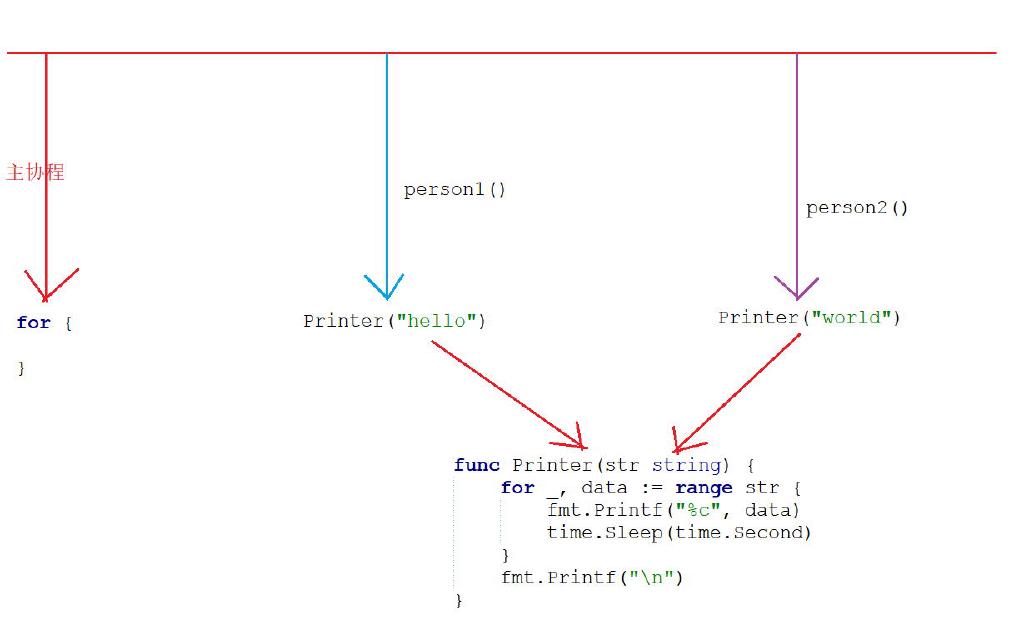 主协程
person1()
person2()
for {
}
Printer("hello")
Printer("world")
func Printer(str string) {
    for _, data := range str {
        fmt.Printf("%c", data)
        time.Sleep(time.Second)
    }
    fmt.Printf("\n")
}